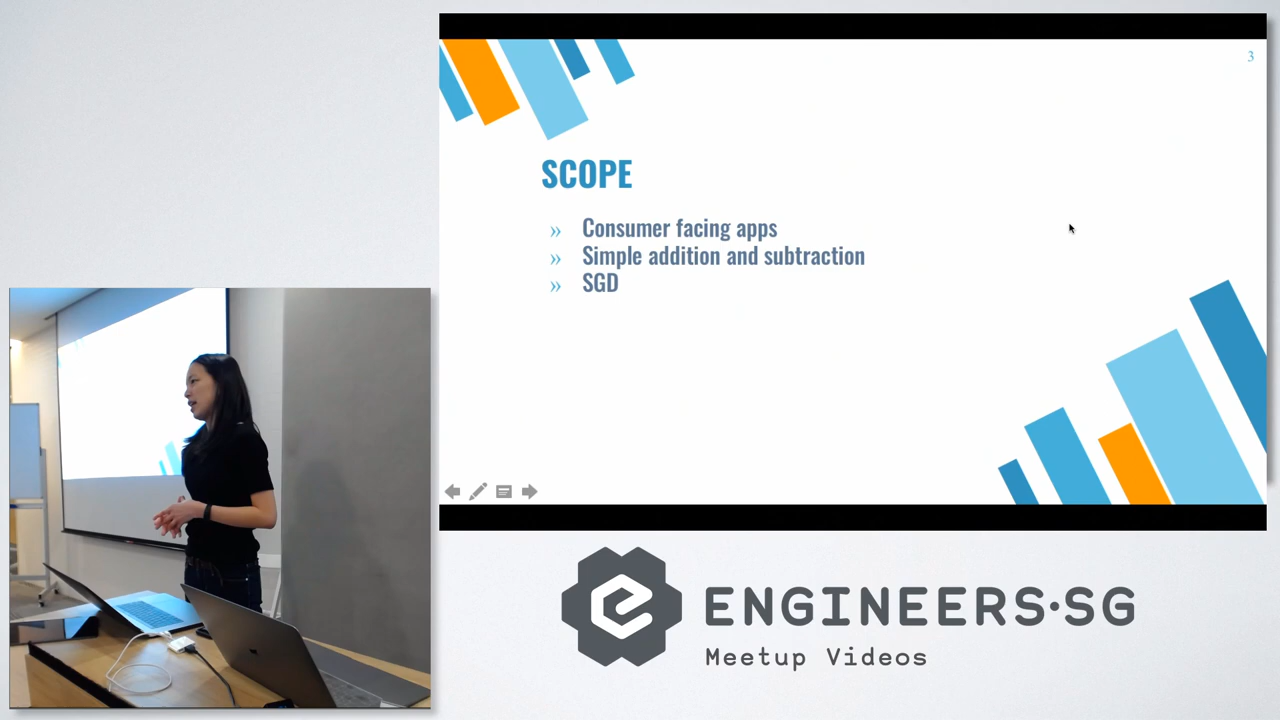 3
SCOPE
» Consumer facing apps
» Simple addition and subtraction
» SGD
ENGINEERS·SG
Meetup Videos